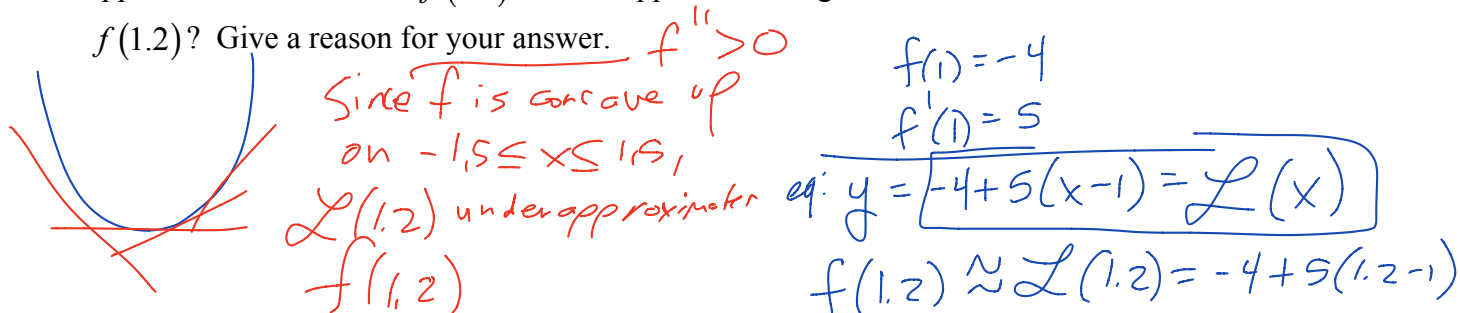 f(1.2)? Give a reason for your answer.
f''>0
Since f is concave up
on -1,5 ≤ x ≤ 1,5,
L(1.2) underapproximates
f(1,2)
f(1) = -4
f'(1) = 5
eq: y = -4+5(x-1) = L(x)
f(1.2) ≈ L(1.2) = -4+5(1.2-1)